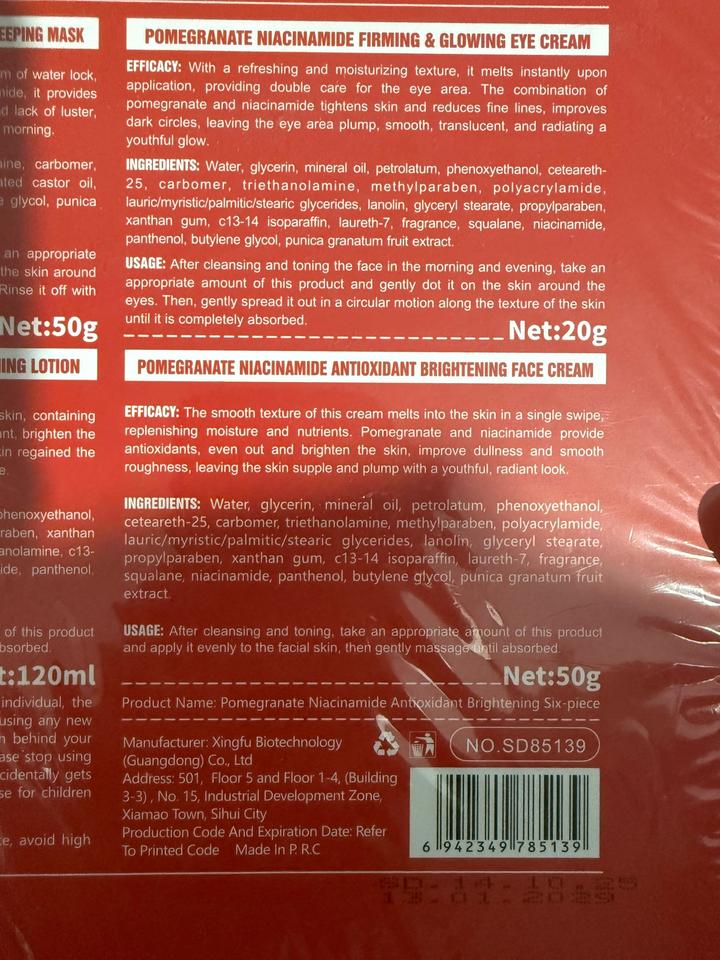 EEPING MASK
m of water lock,
ide, it provides
d lack of luster,
morning.
ine, carbomer,
ated castor oil,
glycol, punica
an appropriate
the skin around
Rinse it off with
Net:50g
ING LOTION
skin, containing
nt, brighten the
in regained the
e.
phenoxyethanol,
raben, xanthan
anolamine, c13-
ide, panthenol,
of this product
bsorbed.
t:120ml
individual, the
using any new
h behind your
ase stop using
cidentally gets
se for children
ce, avoid high
POMEGRANATE NIACINAMIDE FIRMING & GLOWING EYE CREAM
EFFICACY: With a refreshing and moisturizing texture, it melts instantly upon
application, providing double care for the eye area. The combination of
pomegranate and niacinamide tightens skin and reduces fine lines, improves
dark circles, leaving the eye area plump, smooth, translucent, and radiating a
youthful glow.
INGREDIENTS: Water, glycerin, mineral oil, petrolatum, phenoxyethanol, ceteareth-
25, carbomer, triethanolamine, methylparaben, polyacrylamide,
lauric/myristic/palmitic/stearic glycerides, lanolin, glyceryl stearate, propylparaben,
xanthan gum, c13-14 isoparaffin, laureth-7, fragrance, squalane, niacinamide,
panthenol, butylene glycol, punica granatum fruit extract.
USAGE: After cleansing and toning the face in the morning and evening, take an
appropriate amount of this product and gently dot it on the skin around the
eyes. Then, gently spread it out in a circular motion along the texture of the skin
until it is completely absorbed.
Net:20g
POMEGRANATE NIACINAMIDE ANTIOXIDANT BRIGHTENING FACE CREAM
EFFICACY: The smooth texture of this cream melts into the skin in a single swipe,
replenishing moisture and nutrients. Pomegranate and niacinamide provide
antioxidants, even out and brighten the skin, improve dullness and smooth
roughness, leaving the skin supple and plump with a youthful, radiant look.
INGREDIENTS: Water, glycerin, mineral oil, petrolatum, phenoxyethanol,
ceteareth-25, carbomer, triethanolamine, methylparaben, polyacrylamide,
lauric/myristic/palmitic/stearic glycerides, lanolin, glyceryl stearate,
propylparaben, xanthan gum, c13-14 isoparaffin, laureth-7, fragrance,
squalane, niacinamide, panthenol, butylene glycol, punica granatum fruit
extract.
USAGE: After cleansing and toning, take an appropriate amount of this product
and apply it evenly to the facial skin, then gently massage until absorbed.
Net:50g
Product Name: Pomegranate Niacinamide Antioxidant Brightening Six-piece
Manufacturer: Xingfu Biotechnology
(Guangdong) Co., Ltd
Address: 501, Floor 5 and Floor 1-4, (Building
3-3) , No. 15, Industrial Development Zone,
Xiamao Town, Sihui City
Production Code And Expiration Date: Refer
To Printed Code Made In P.R.C
NO.SD85139
6 942349 785139
SD.14.10.25
13.01.2029